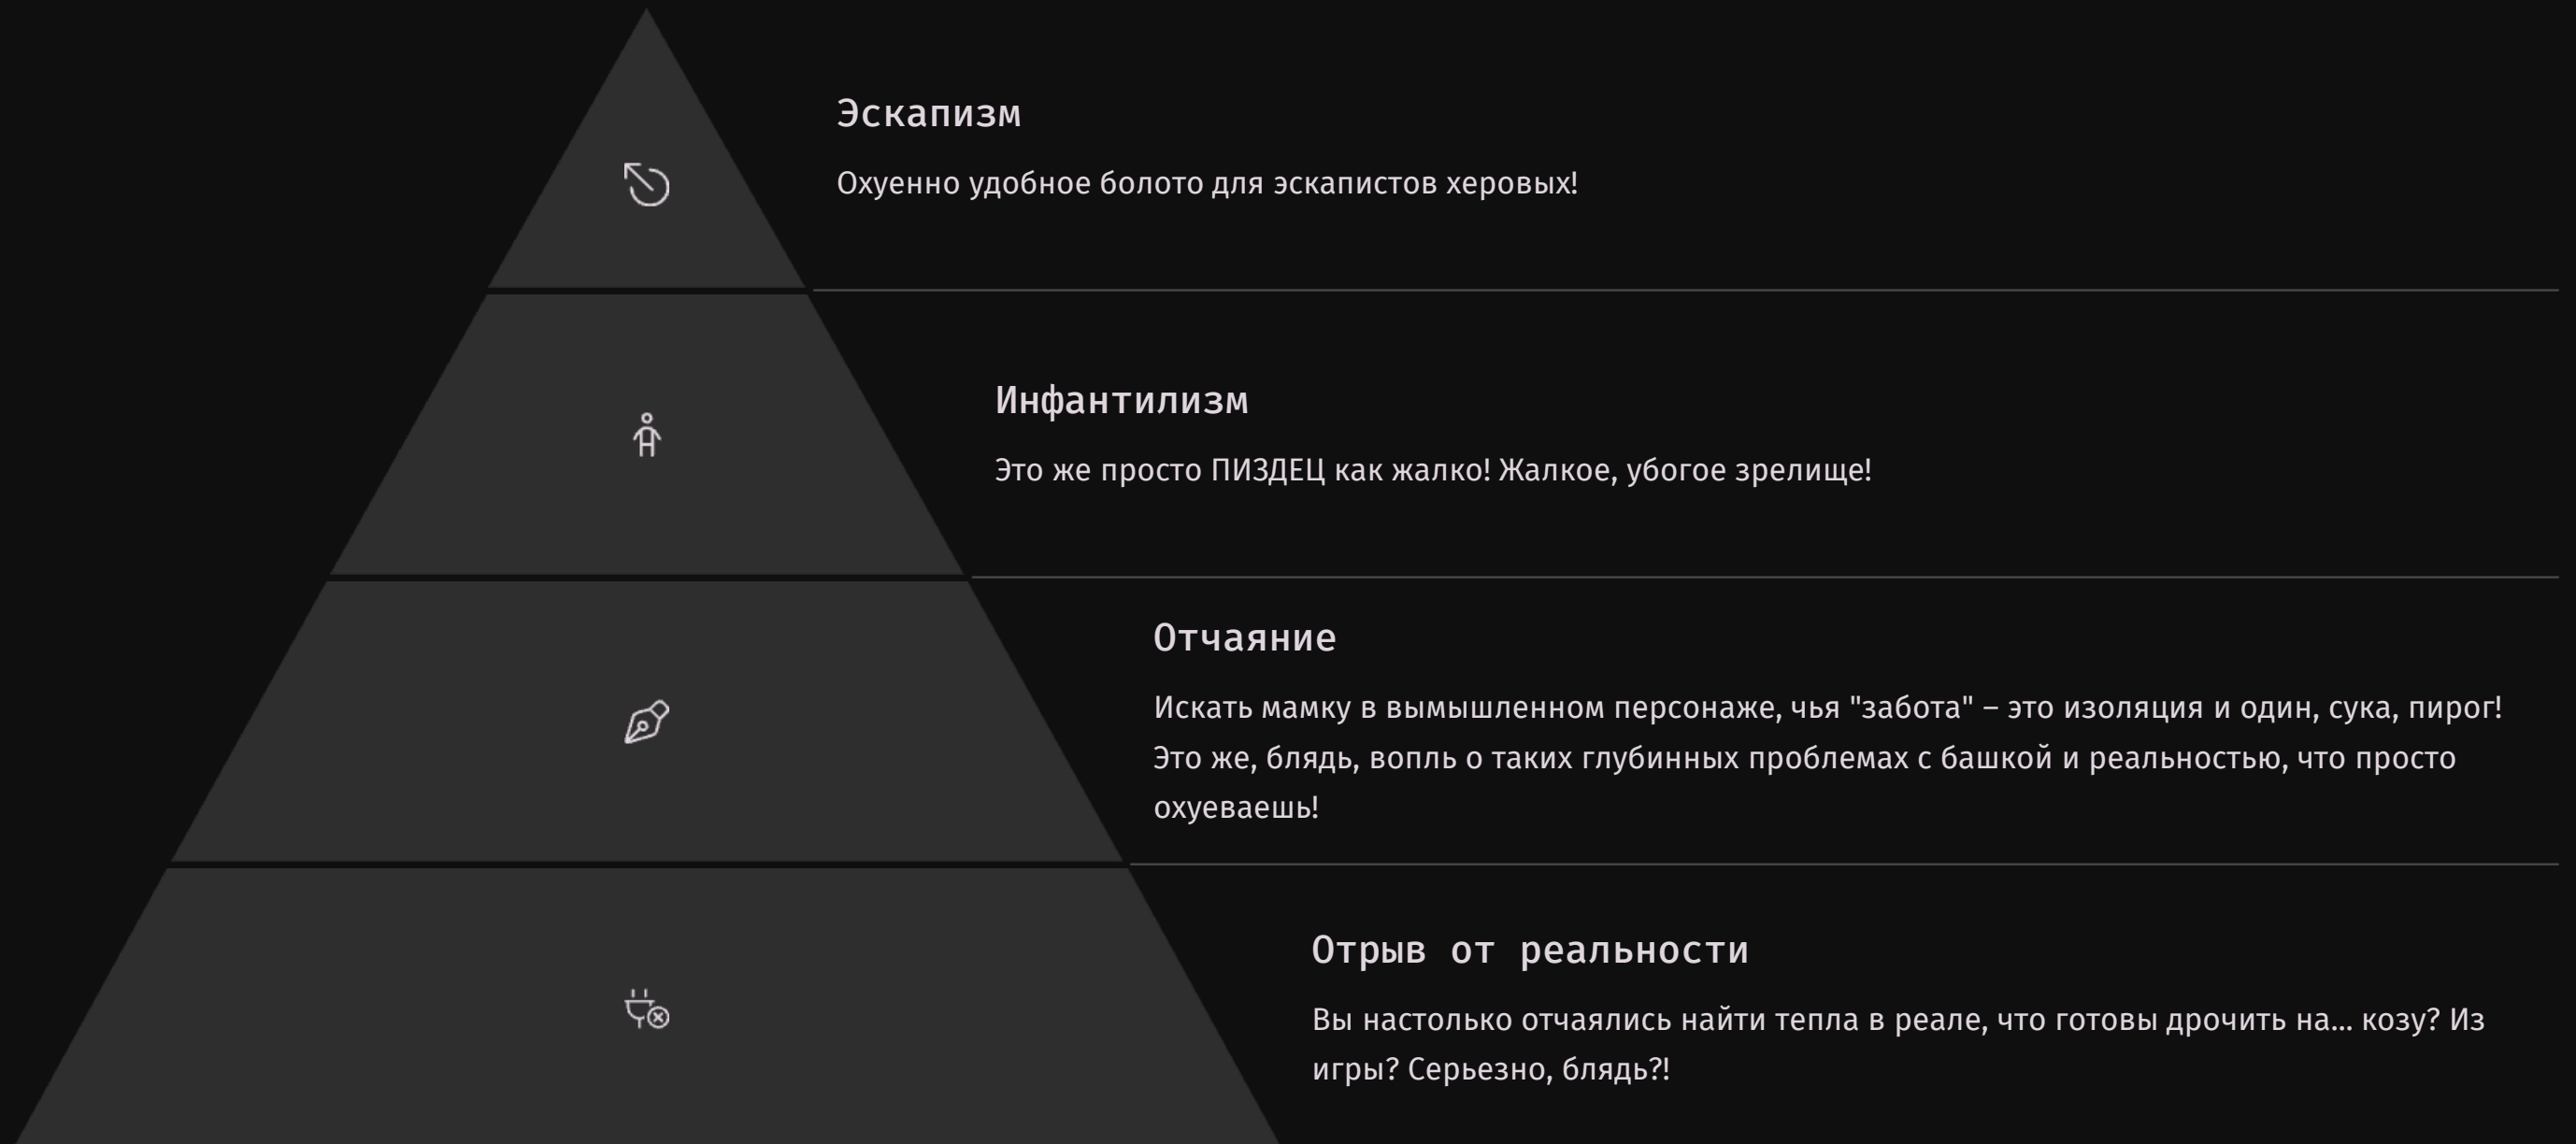 Эскапизм
Охуенно удобное болото для эскапистов херовых!
Инфантилизм
Это же просто ПИЗДЕЦ как жалко! Жалкое, убогое зрелище!
Отчаяние
Искать мамку в вымышленном персонаже, чья "забота" – это изоляция и один, сука, пирог!
Это же, блядь, вопль о таких глубинных проблемах с башкой и реальностью, что просто
охуеваешь!
Отрыв от реальности
Вы настолько отчаялись найти тепла в реале, что готовы дрочить на... козу? Из
игры? Серьезно, блядь?!